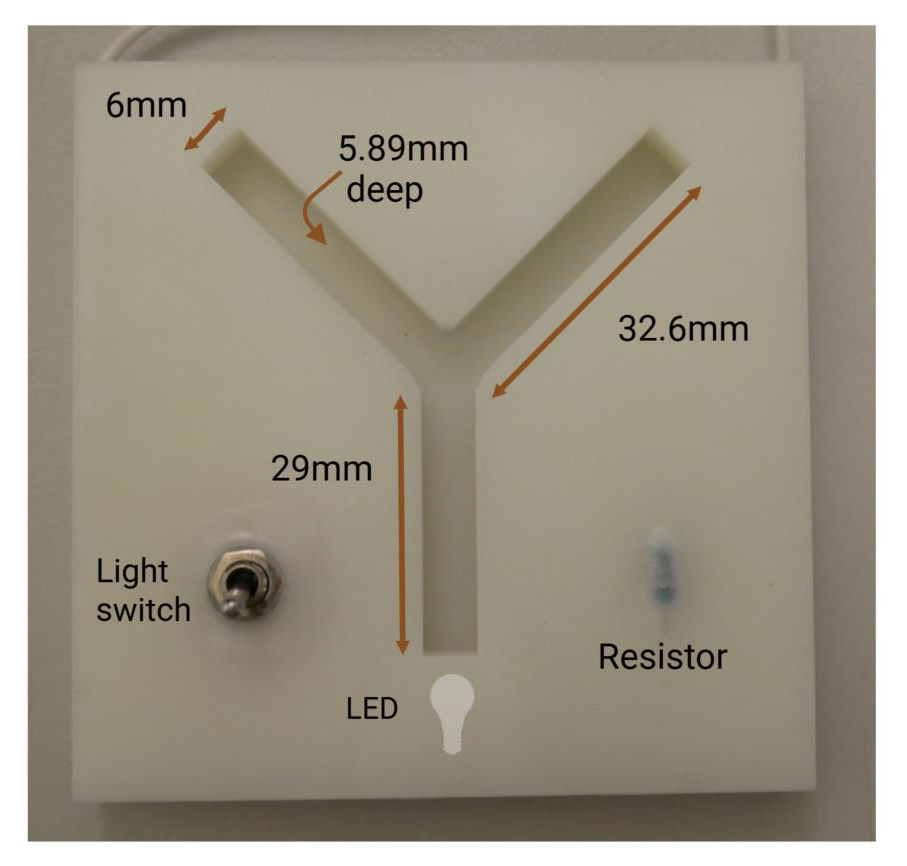 6mm
5.89mm
deep
32.6mm
29mm
Light
switch
Resistor
LED